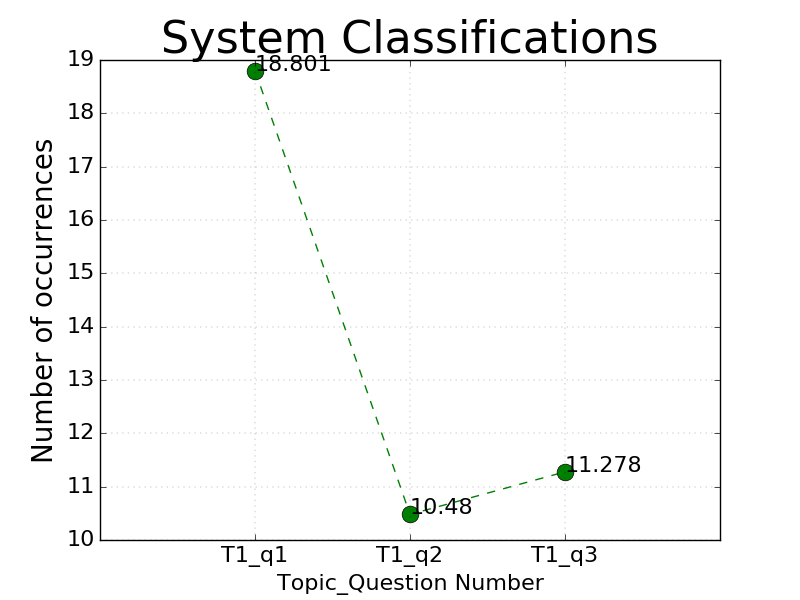 System Classifications
19
18.801
18
17
16
15
14
13
12
11
10
Number of occurrences
11.278
10.48
T1_q1
T1_q2
T1_q3
Topic_Question Number